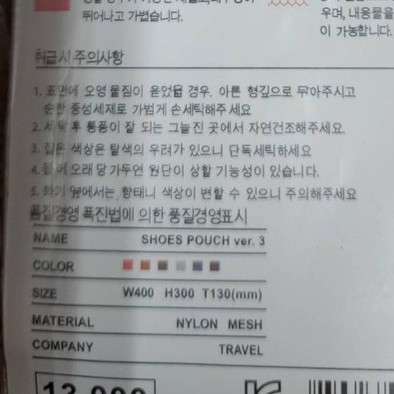 뛰어나고 가볍습니다.
우며, 내용물을
이 가능합니다.
취급시 주의사항
1. 표면에 오염 물질이 묻었을 경우, 마른 헝깊으로 닦아주시고
순한 중성세제로 가볍게 손세탁해주세요
2. 세탁 후 통풍이 잘 되는 그늘진 곳에서 자연건조해주세요.
3. 짙은 색상은 탈색의 우려가 있으니 단독세탁하세요
4. 물에 오래 담가두면 원단이 상할 가능성이 있습니다.
5. 화기 옆에서는 형태나 색상이 변할 수 있으니 주의해주세요
품질경영 촉진법에 의한 품질경영표시
NAME SHOES POUCH ver. 3
COLOR
SIZE W400 H300 T130(mm)
MATERIAL NYLON MESH
COMPANY TRAVEL